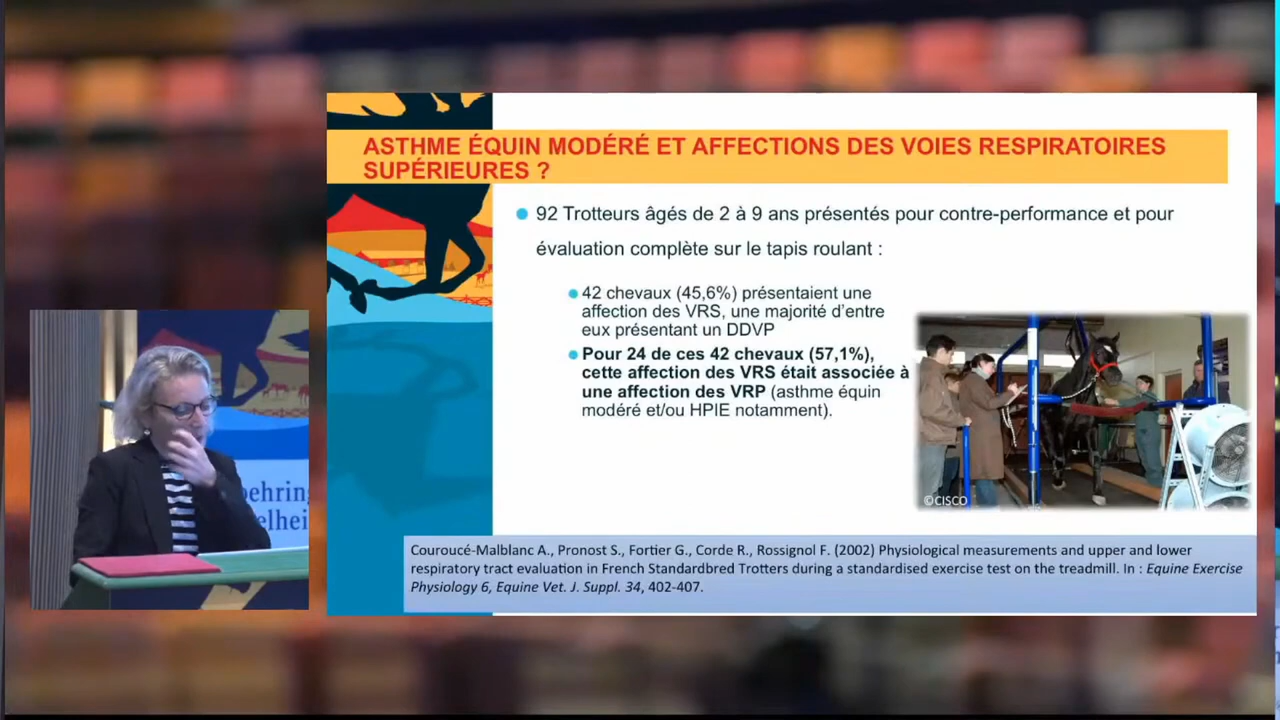 ASTHME ÉQUIN MODÉRÉ ET AFFECTIONS DES VOIES RESPIRATOIRES
SUPÉRIEURES ?
92 Trotteurs âgés de 2 à 9 ans présentés pour contre-performance et pour
évaluation complète sur le tapis roulant :
42 chevaux (45,6%) présentaient une
affection des VRS, une majorité d'entre
eux présentant un DDVP
Pour 24 de ces 42 chevaux (57,1%),
cette affection des VRS était associée à
une affection des VRP (asthme équin
modéré et/ou HPIE notamment).
©CISCO
oehring
elhei
Couroucé-Malblanc A., Pronost S., Fortier G., Corde R., Rossignol F. (2002) Physiological measurements and upper and lower
respiratory tract evaluation in French Standardbred Trotters during a standardised exercise test on the treadmill. In : Equine Exercise
Physiology 6, Equine Vet. J. Suppl. 34, 402-407.